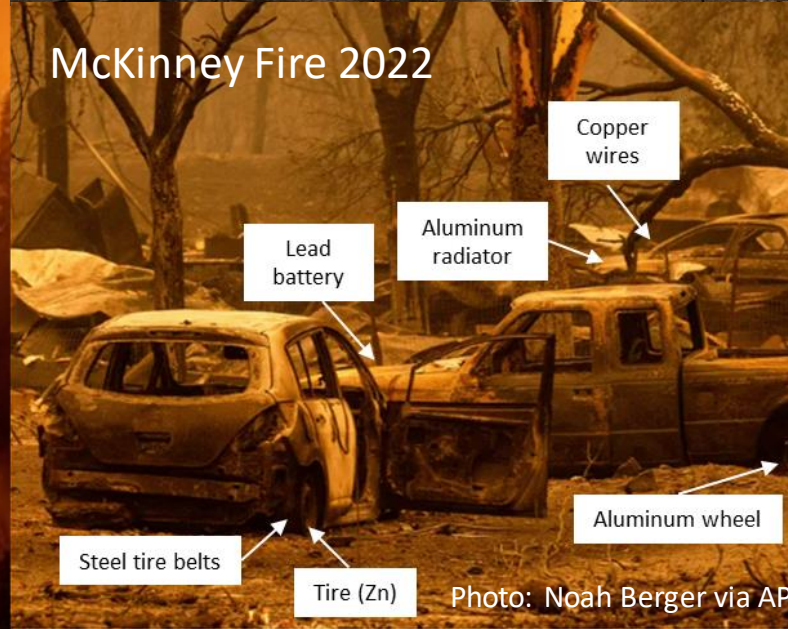 McKinney Fire 2022
Copper
wires
Aluminum
radiator
Lead
battery
Aluminum wheel
Steel tire belts
Tire (Zn)
Photo: Noah Berger via AP